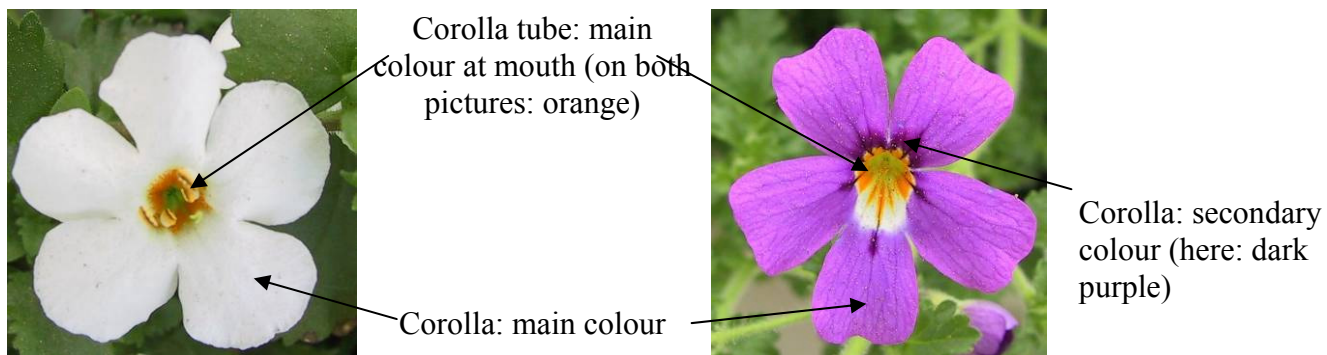 Corolla tube: main
colour at mouth (on both
pictures: orange)
Corolla: secondary
colour (here: dark
purple)
Corolla: main colour